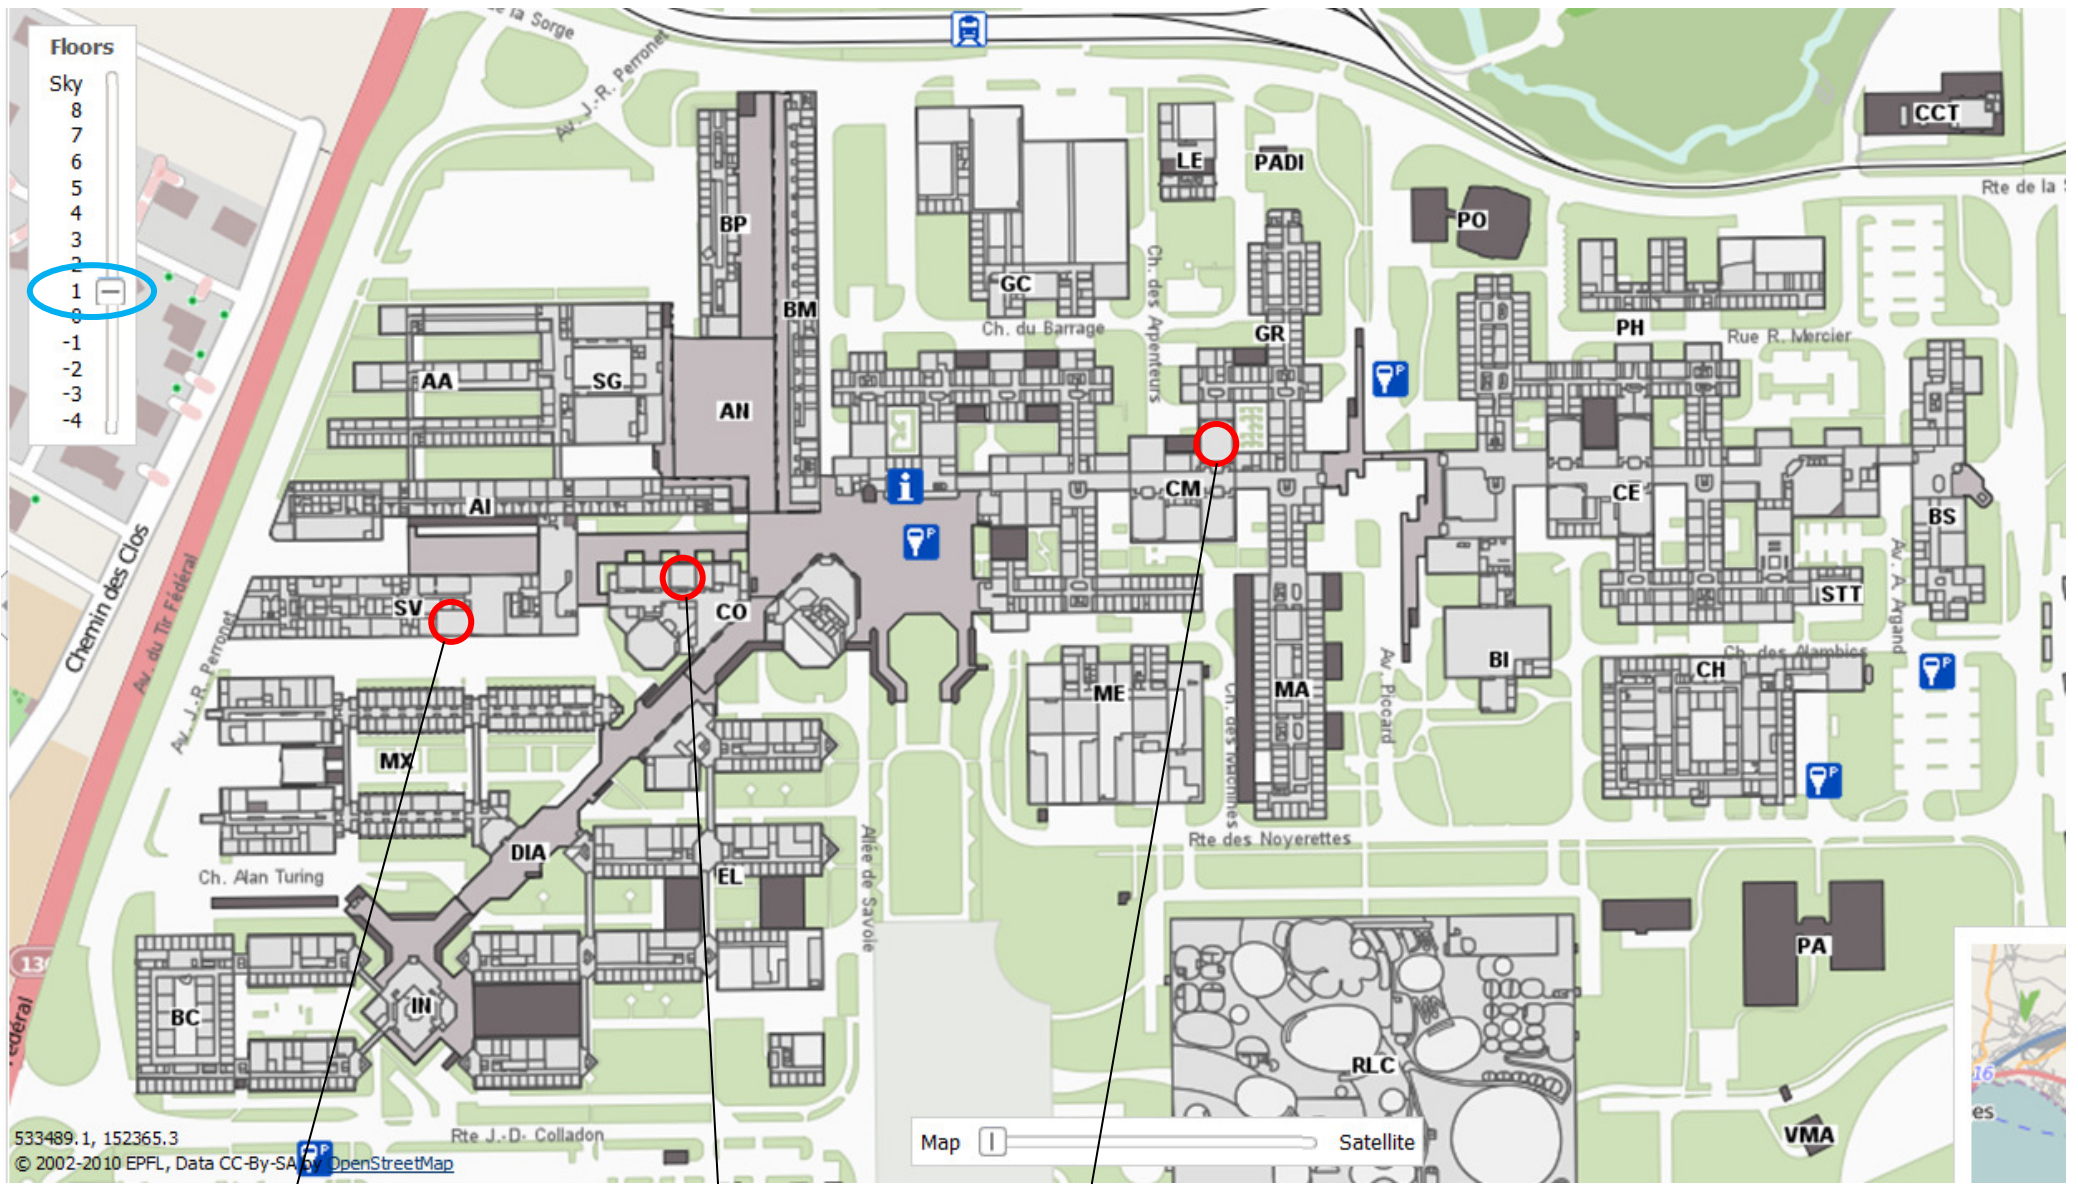 Floors
Sky
8
7
6
5
4
3
2
1
0
-1
-2
-3
-4
de la Sorge
Av. J.-R. Perronet
CCT
LE
PADI
Rte de la S
BP
PO
Ch. des Arpenteurs
GC
BM
Ch. du Barrage
GR
PH
Rue R. Mercier
AA
SG
AN
P
i
CM
CE
AI
BS
P
Chemin des Clos
Av. du Tir Fédéral
Av. J.-R. Perronet
SV
CO
STT
Av. A. Argand
Ch. des Alambics
BI
CH
P
ME
MA
Ch. des Machines
Av. Piccard
MX
P
Rte des Noyerettes
DIA
EL
Ch. Alan Turing
Allée de Savoie
PA
130
Fédéral
IN
BC
RLC
16
es
VMA
533489.1, 152365.3
Rte J.-D. Colladon
P
Map
Satellite
© 2002-2010 EPFL, Data CC-By-SA by OpenStreetMap